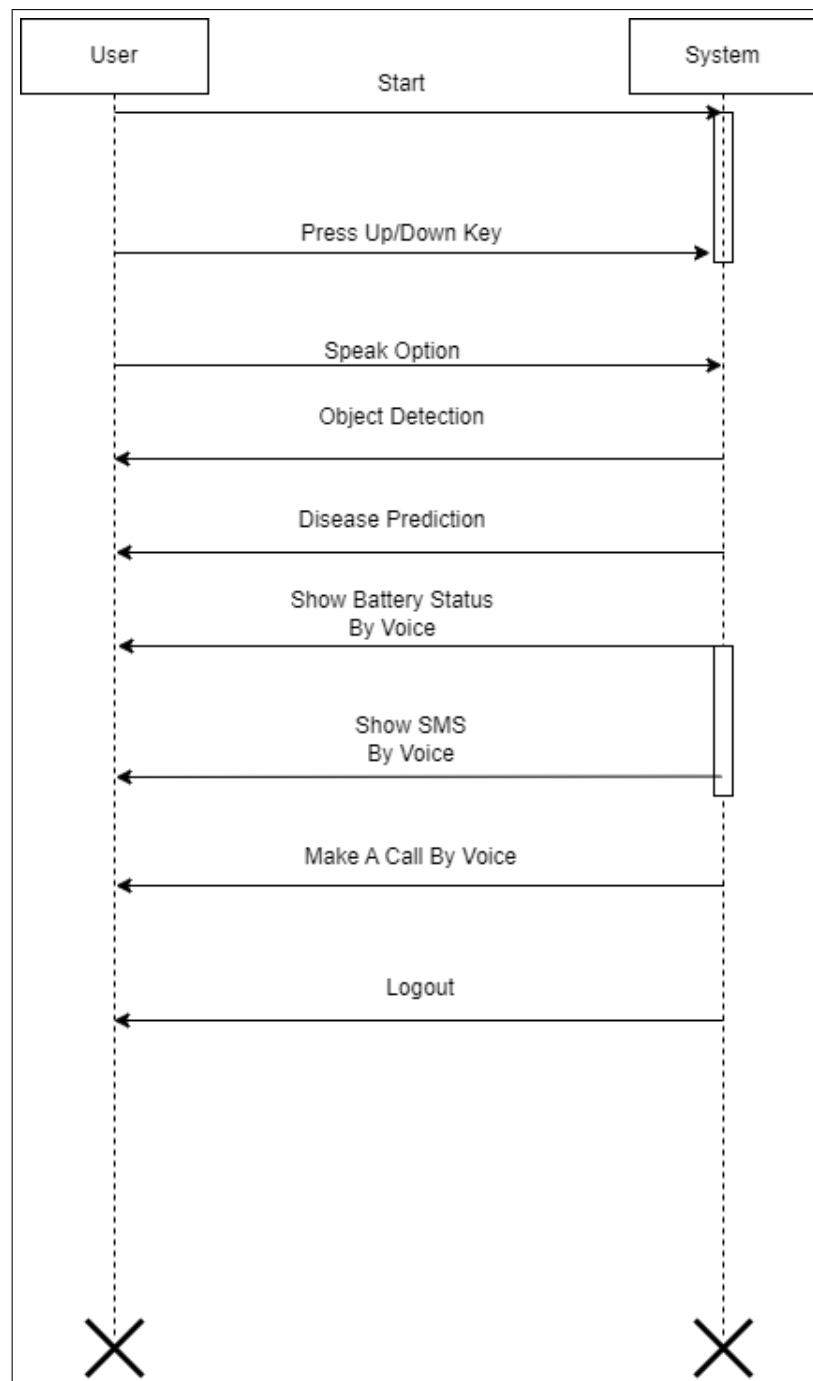 User
System
Start
Press Up/Down Key
Speak Option
Object Detection
Disease Prediction
Show Battery Status
By Voice
Show SMS
By Voice
Make A Call By Voice
Logout